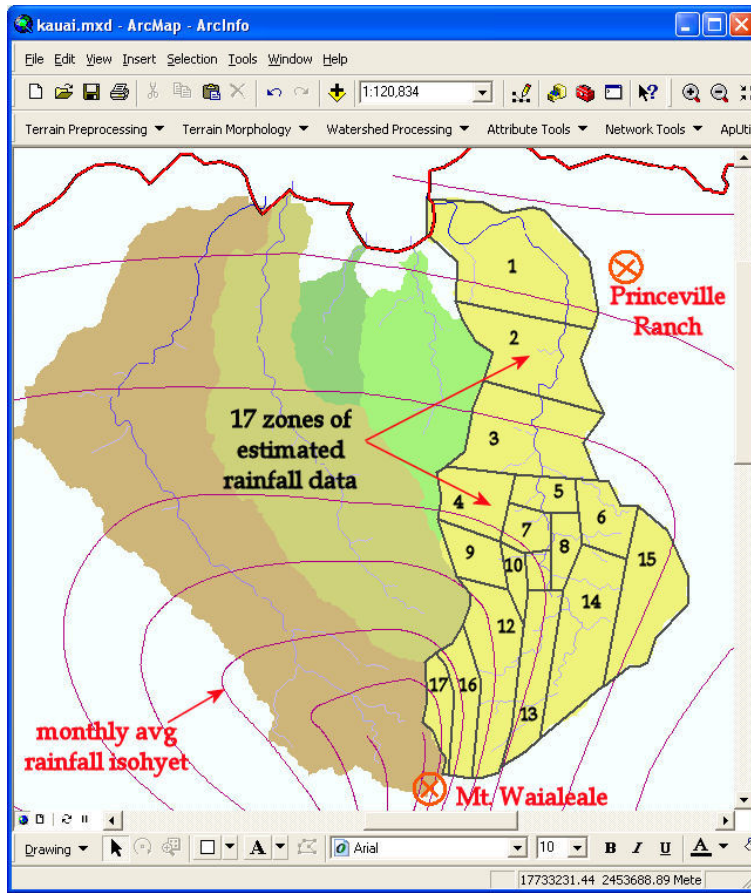 kauai.mxd - ArcMap - ArcInfo
File Edit View Insert Selection Tools Window Help
1:120,834
Terrain Preprocessing Terrain Morphology Watershed Processing Attribute Tools Network Tools ApUti
1
Princeville
Ranch
2
17 zones of
estimated
rainfall data
3
4
5
6
7
8
9
10
15
14
12
17
16
13
monthly avg
rainfall isohyet
Mt. Waialeale
Drawing A Arial 10 B I U A
17733231.44 2453688.89 Mete